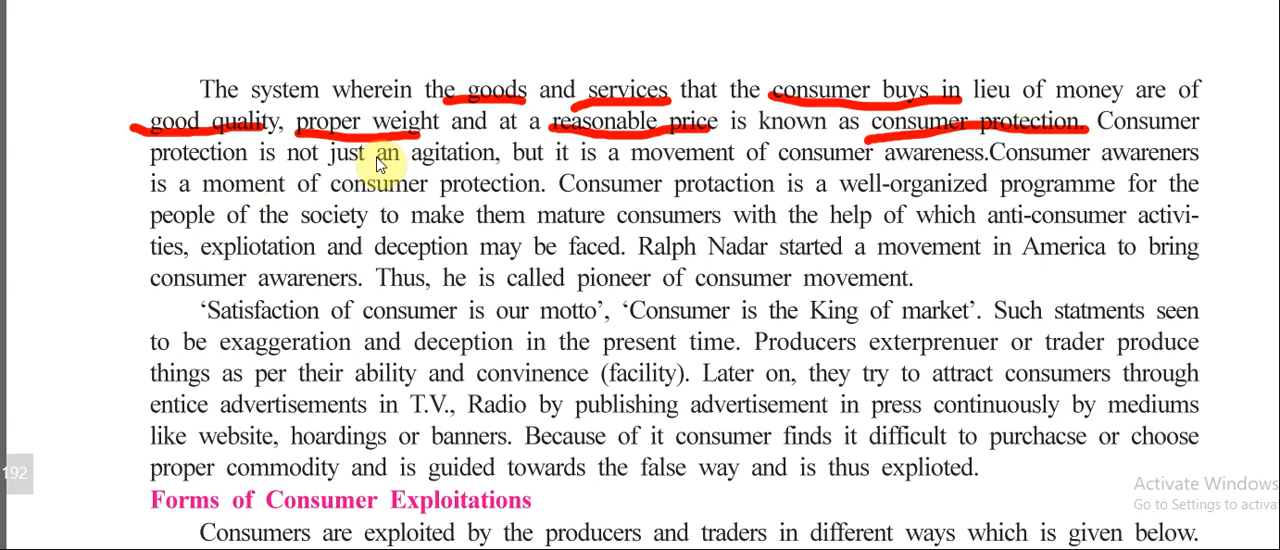 The system wherein the goods and services that the consumer buys in lieu of money are of
good quality, proper weight and at a reasonable price is known as consumer protection. Consumer
protection is not just an agitation, but it is a movement of consumer awareness.Consumer awareners
is a moment of consumer protection. Consumer protaction is a well-organized programme for the
people of the society to make them mature consumers with the help of which anti-consumer activi-
ties, expliotation and deception may be faced. Ralph Nadar started a movement in America to bring
consumer awareners. Thus, he is called pioneer of consumer movement.
‘Satisfaction of consumer is our motto’, ‘Consumer is the King of market’. Such statments seen
to be exaggeration and deception in the present time. Producers exterprenuer or trader produce
things as per their ability and convinence (facility). Later on, they try to attract consumers through
entice advertisements in T.V., Radio by publishing advertisement in press continuously by mediums
like website, hoardings or banners. Because of it consumer finds it difficult to purchacse or choose
proper commodity and is guided towards the false way and is thus explioted.
192
Forms of Consumer Exploitations
Consumers are exploited by the producers and traders in different ways which is given below.
Activate Windows
Go to Settings to activa